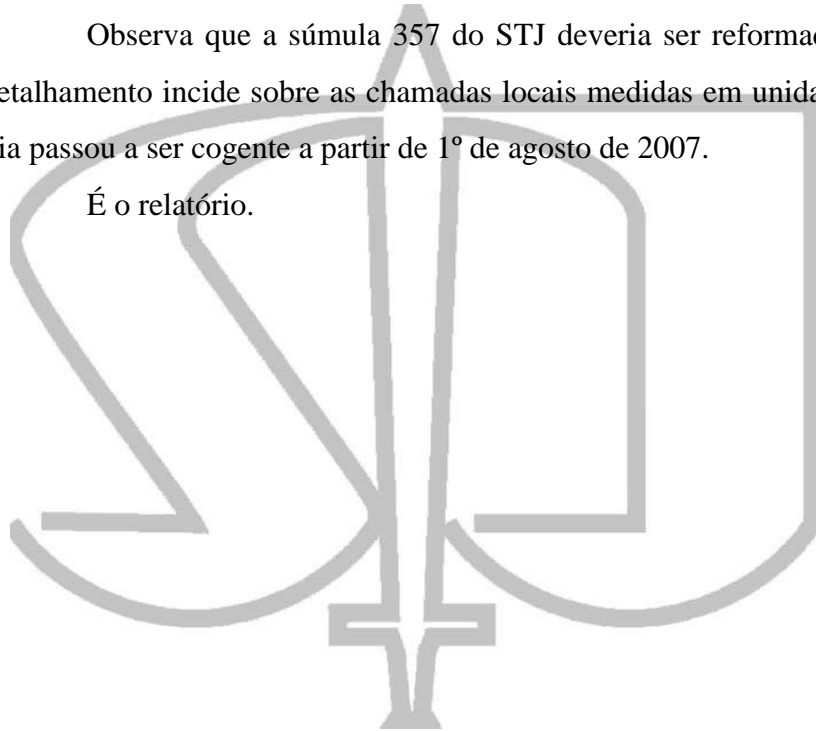 Observa que a súmula 357 do STJ deveria ser reformad
etalhamento incide sobre as chamadas locais medidas em unida
ia passou a ser cogente a partir de 1º de agosto de 2007.
É o relatório.